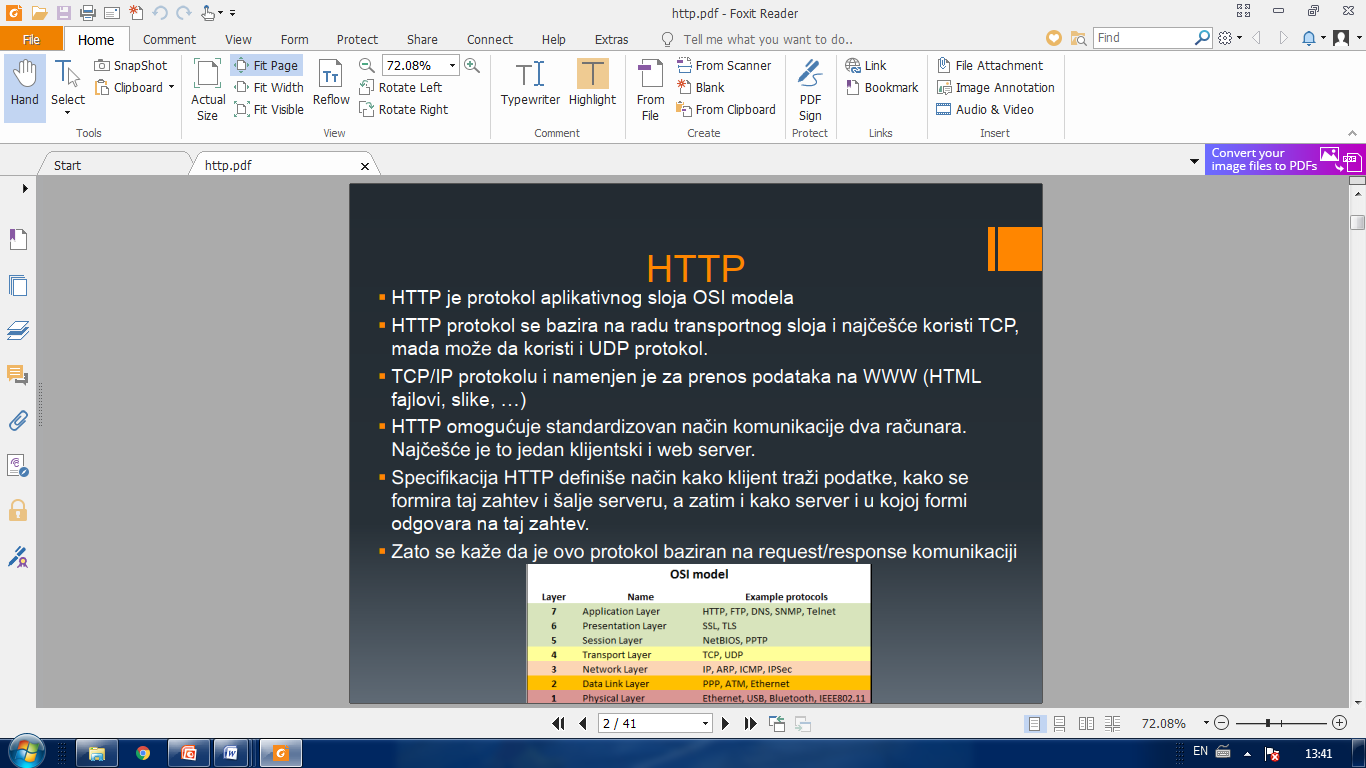 http.pdf - Foxit Reader
File Home Comment View Form Protect Share Connect Help Extras Tell me what you want to do.. Find
Hand
Select
SnapShot
Clipboard
Tools
Actual Size
Fit Page
Fit Width
Fit Visible
Reflow
72.08%
Rotate Left
Rotate Right
View
Typewriter
Highlight
Comment
From File
From Scanner
Blank
From Clipboard
Create
PDF Sign
Protect
Link
Bookmark
Links
File Attachment
Image Annotation
Audio & Video
Insert
Start
http.pdf
Convert your
image files to PDFs
PDF
HTTP
HTTP je protokol aplikativnog sloja OSI modela
HTTP protokol se bazira na radu transportnog sloja i najčešće koristi TCP,
mada može da koristi i UDP protokol.
TCP/IP protokolu i namenjen je za prenos podataka na WWW (HTML
fajlovi, slike, …)
HTTP omogućuje standardizovan način komunikacije dva računara.
Najčešće je to jedan klijentski i web server.
Specifikacija HTTP definiše način kako klijent traži podatke, kako se
formira taj zahtev i šalje serveru, a zatim i kako server i u kojoj formi
odgovara na taj zahtev.
Zato se kaže da je ovo protokol baziran na request/response komunikaciji
OSI model
Layer Name Example protocols
7 Application Layer HTTP, FTP, DNS, SNMP, Telnet
6 Presentation Layer SSL, TLS
5 Session Layer NetBIOS, PPTP
4 Transport Layer TCP, UDP
3 Network Layer IP, ARP, ICMP, IPSec
2 Data Link Layer PPP, ATM, Ethernet
1 Physical Layer Ethernet, USB, Bluetooth, IEEE802.11
2 / 41
72.08%
EN
13:41